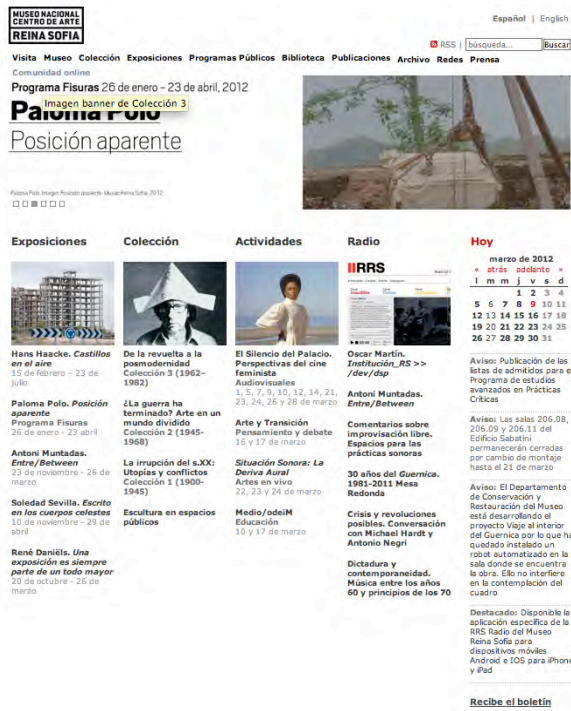 MUSEO NACIONAL
CENTRO DE ARTE
REINA SOFIA
Español | English
RSS | búsqueda... Buscar
Visita Museo Colección Exposiciones Programas Públicos Biblioteca Publicaciones Archivo Redes Prensa
Comunidad online
Programa Fisuras 26 de enero - 23 de abril, 2012
Imagen banner de Colección 3
Paloma Polo
Posición aparente
Paloma Polo. Imagen Posición aparente. Museo Reina Sofía, 2012
Exposiciones
Hans Haacke. Castillos
en el aire
15 de febrero - 23 de
julio
Paloma Polo. Posición
aparente
Programa Fisuras
26 de enero - 23 abril
Antoni Muntadas.
Entre/Between
23 de noviembre - 26 de
marzo
Soledad Sevilla. Escrito
en los cuerpos celestes
10 de noviembre - 29 de
abril
René Daniëls. Una
exposición es siempre
parte de un todo mayor
20 de octubre - 26 de
marzo
Colección
De la revuelta a la
posmodernidad
Colección 3 (1962-
1982)
¿La guerra ha
terminado? Arte en un
mundo dividido
Colección 2 (1945-
1968)
La irrupción del s.XX:
Utopías y conflictos
Colección 1 (1900-
1945)
Escultura en espacios
públicos
Actividades
El Silencio del Palacio.
Perspectivas del cine
feminista
Audiovisuales
1, 5, 7, 9, 10, 12, 14, 21,
23, 24, 26 y 28 de marzo
Arte y Transición
Pensamiento y debate
16 y 17 de marzo
Situación Sonora: La
Deriva Aural
Artes en vivo
22, 23 y 24 de marzo
Medio/odeiM
Educación
10 y 17 de marzo
Radio
RRS
Oscar Martín.
Institución_RS >>
/dev/dsp
Antoni Muntadas.
Entre/Between
Comentarios sobre
improvisación libre.
Espacios para las
prácticas sonoras
30 años del Guernica.
1981-2011 Mesa
Redonda
Crisis y revoluciones
posibles. Conversación
con Michael Hardt y
Antonio Negri
Dictadura y
contemporaneidad.
Música entre los años
60 y principios de los 70
Hoy
marzo de 2012
« atrás adelante »
l m m j v s d
1 2 3 4
5 6 7 8 9 10 11
12 13 14 15 16 17 18
19 20 21 22 23 24 25
26 27 28 29 30 31
Aviso: Publicación de las
listas de admitidos para e
Programa de estudios
avanzados en Prácticas
Críticas
Aviso: Las salas 206.08,
206.09 y 206.11 del
Edificio Sabatini
permanecerán cerradas
por cambio de montaje
hasta el 21 de marzo
Aviso: El Departamento
de Conservación y
Restauración del Museo
está desarrollando el
proyecto Viaje al interior
del Guernica por lo que ha
quedado instalado un
robot automatizado en la
sala donde se encuentra
la obra. Ello no interfiere
en la contemplación del
cuadro
Destacado: Disponible la
aplicación específica de la
RRS Radio del Museo
Reina Sofía para
dispositivos móviles
Android e IOS para iPhone
y iPad
Recibe el boletín